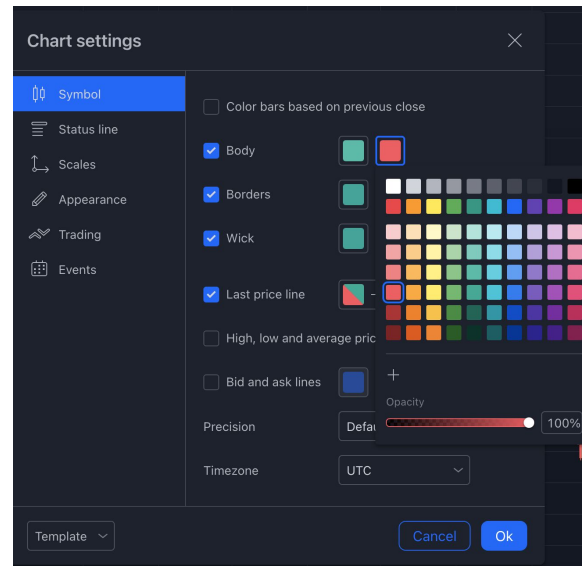 Chart settings
Symbol
Status line
Scales
Appearance
Trading
Events
Color bars based on previous close
Body
Borders
Wick
Last price line
High, low and average pric
Bid and ask lines
Precision
Defau
Timezone
UTC
Opacity
100%
Template
Cancel
Ok